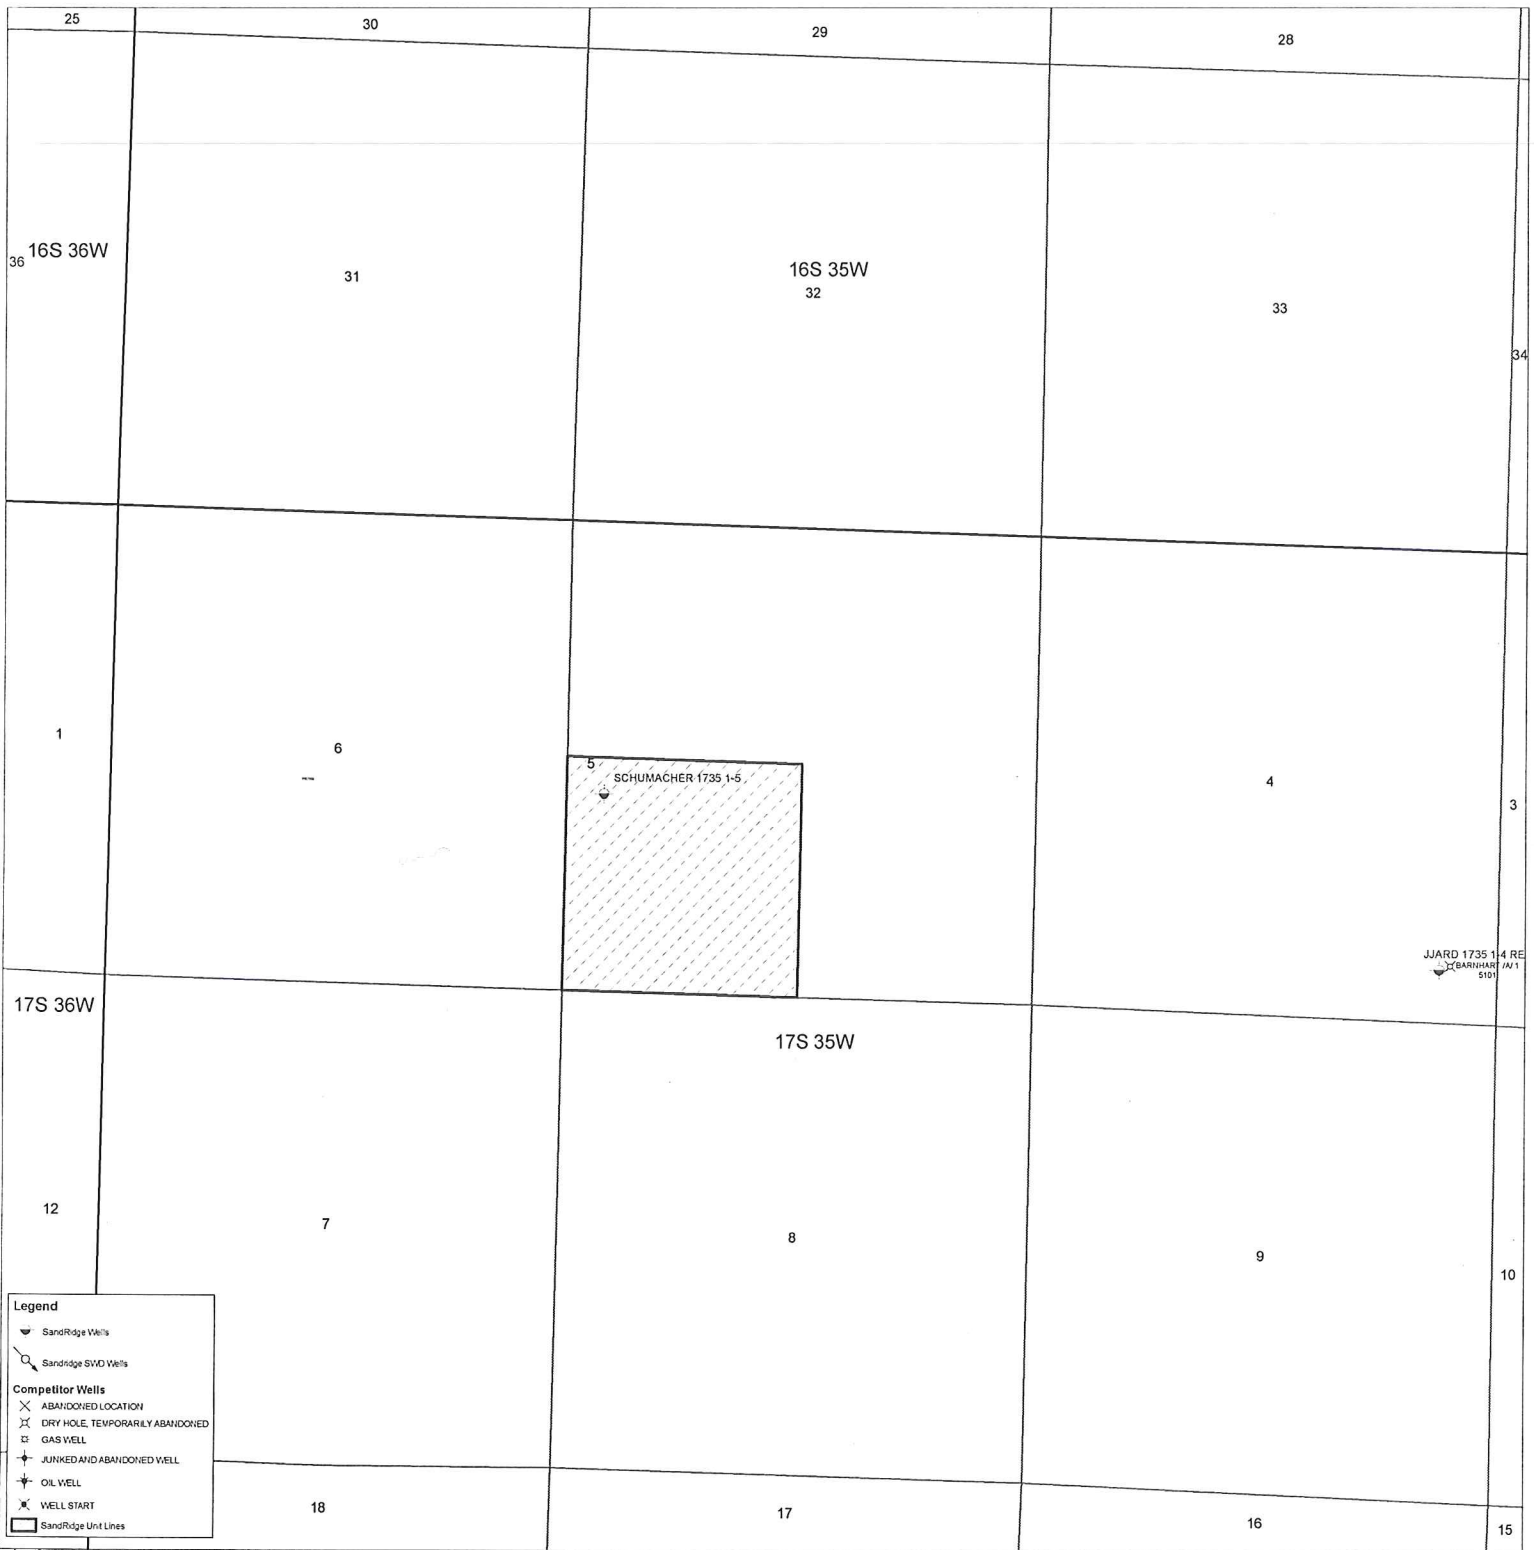 25
30
29
28
16S 36W
36
31
16S 35W
32
33
34
1
6
5
SCHUMACHER 1735 1-5
4
3
JJARD 1735 1-4 RE
BARNHART /A/ 1
5101
17S 36W
17S 35W
12
7
8
9
10
Legend
SandRidge Wells
Sandridge SWD Wells
Competitor Wells
ABANDONED LOCATION
DRY HOLE, TEMPORARILY ABANDONED
GAS WELL
JUNKED AND ABANDONED WELL
OIL WELL
WELL START
SandRidge Unit Lines
18
17
16
15